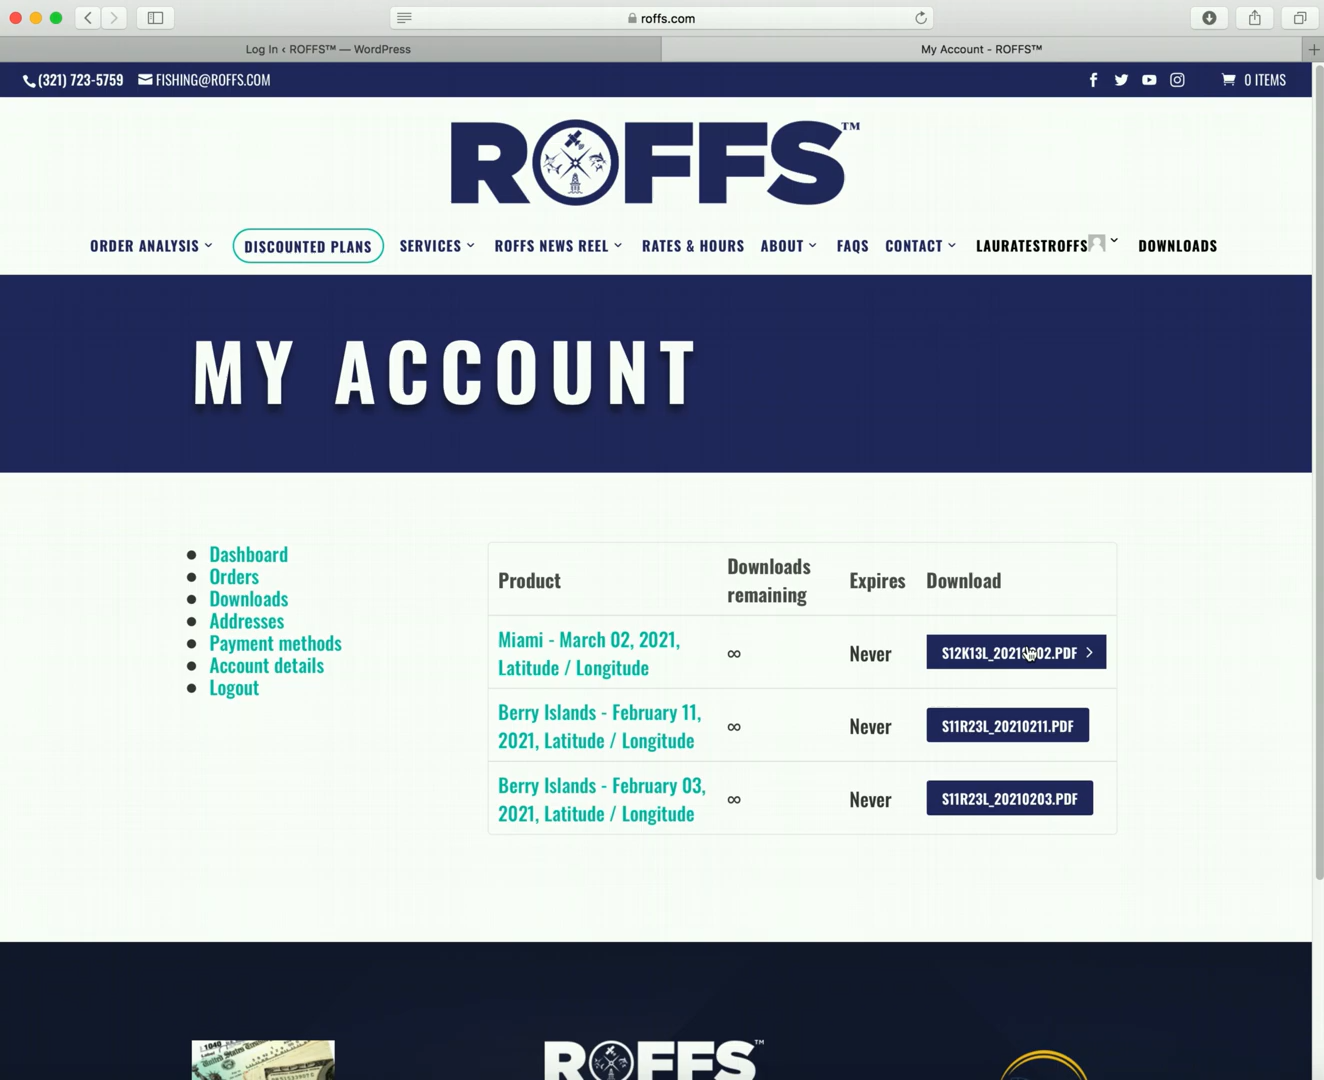 roffs.com
Log In ‹ ROFFS™ — WordPress
My Account - ROFFS™
(321) 723-5759
FISHING@ROFFS.COM
0 ITEMS
ROFFS™
ORDER ANALYSIS
DISCOUNTED PLANS
SERVICES
ROFFS NEWS REEL
RATES & HOURS
ABOUT
FAQS
CONTACT
LAURATESTROFFS
DOWNLOADS
MY ACCOUNT
Dashboard
Orders
Downloads
Addresses
Payment methods
Account details
Logout
Product
Downloads
remaining
Expires
Download
Miami - March 02, 2021,
Latitude / Longitude
∞
Never
Berry Islands - February 11,
2021, Latitude / Longitude
∞
Never
S11R23L_20210211.PDF
Berry Islands - February 03,
2021, Latitude / Longitude
∞
Never
S11R23L_20210203.PDF
1040
ROFFS™